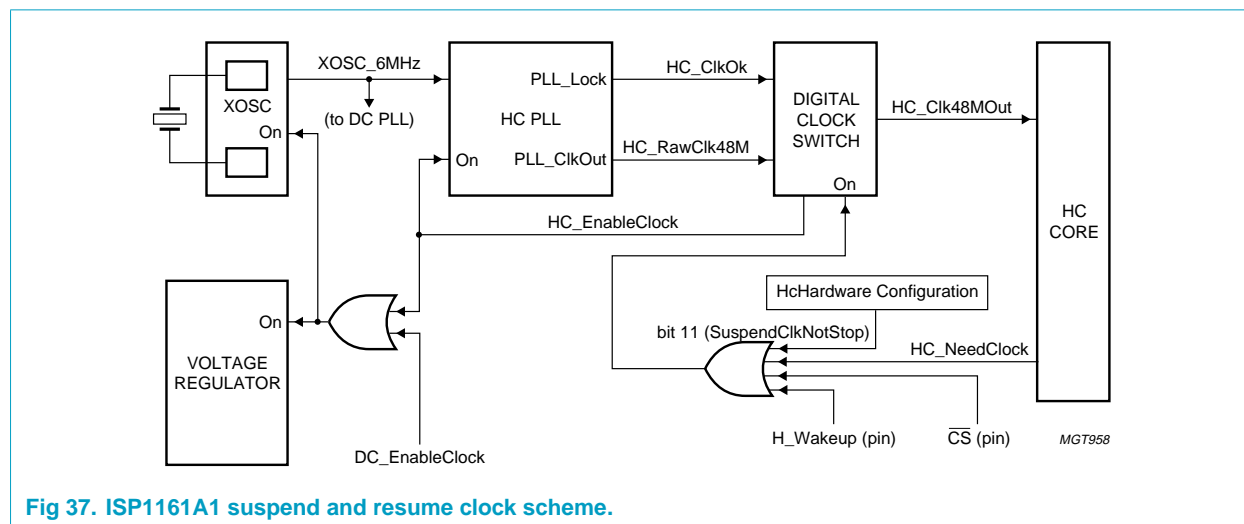 XOSC_6MHz
XOSC
On
(to DC PLL)
PLL_Lock
HC PLL
On
PLL_ClkOut
HC_ClkOk
HC_RawClk48M
DIGITAL
CLOCK
SWITCH
On
HC_Clk48MOut
HC
CORE
HC_EnableClock
HcHardware Configuration
bit 11 (SuspendClkNotStop)
HC_NeedClock
On
VOLTAGE
REGULATOR
DC_EnableClock
H_Wakeup (pin)
CS (pin)
MGT958
Fig 37. ISP1161A1 suspend and resume clock scheme.